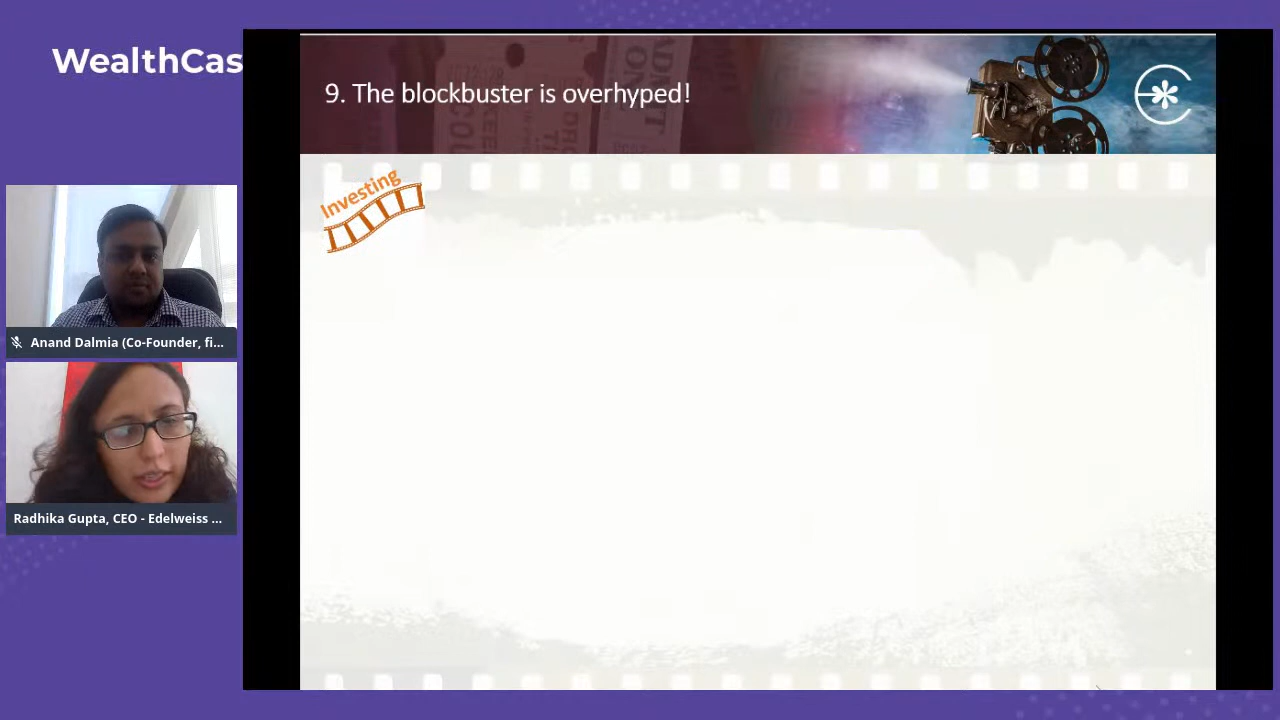 WealthCas
9. The blockbuster is overhyped!
Investing
Anand Dalmia (Co-Founder, fi...
Radhika Gupta, CEO - Edelweiss ...